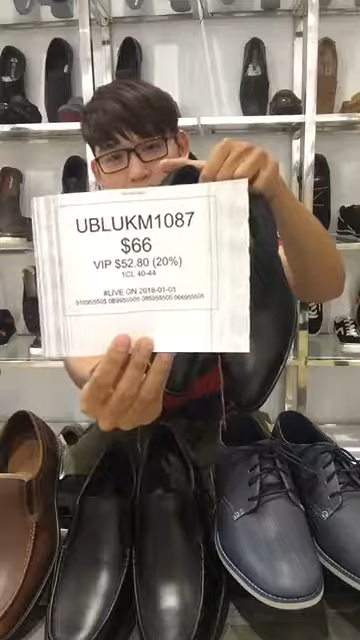 UBLUKM1087
$66
VIP $52.80 (20%)
1CL 40-44
#LIVE ON 2018-01-01